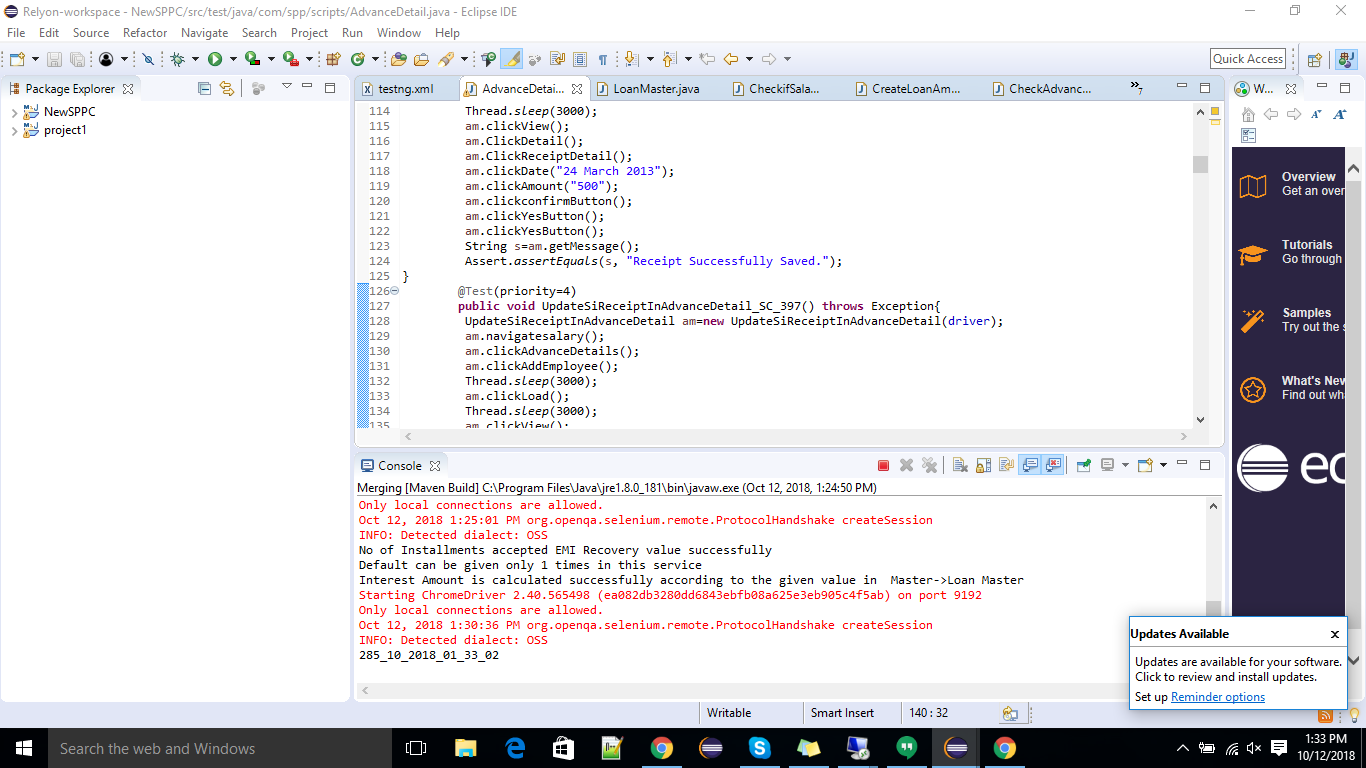 Relyon-workspace - NewSPPC/src/test/java/com/spp/scripts/AdvanceDetail.java - Eclipse IDE
File Edit Source Refactor Navigate Search Project Run Window Help
Quick Access
Package Explorer
testng.xml
AdvanceDetai...
LoanMaster.java
CheckifSala...
CreateLoanAm...
CheckAdvanc...
»7
W...
NewSPPC
project1
114 Thread.sleep(3000);
115 am.clickView();
116 am.ClickDetail();
117 am.ClickReceiptDetail();
118 am.clickDate("24 March 2013");
119 am.clickAmount("500");
120 am.clickconfirmButton();
121 am.clickYesButton();
122 am.clickYesButton();
123 String s=am.getMessage();
124 Assert.assertEquals(s, "Receipt Successfully Saved.");
125 }
126 @Test(priority=4)
127 public void UpdateSiReceiptInAdvanceDetail_SC_397() throws Exception{
128 UpdateSiReceiptInAdvanceDetail am=new UpdateSiReceiptInAdvanceDetail(driver);
129 am.navigatesalary();
130 am.clickAdvanceDetails();
131 am.clickAddEmployee();
132 Thread.sleep(3000);
133 am.clickLoad();
134 Thread.sleep(3000);
135 am.clickView();
Overview
Get an over
Tutorials
Go through
Samples
Try out the s
What's New
Find out wh
ec
Console
Merging [Maven Build] C:\Program Files\Java\jre1.8.0_181\bin\javaw.exe (Oct 12, 2018, 1:24:50 PM)
Only local connections are allowed.
Oct 12, 2018 1:25:01 PM org.openqa.selenium.remote.ProtocolHandshake createSession
INFO: Detected dialect: OSS
No of Installments accepted EMI Recovery value successfully
Default can be given only 1 times in this service
Interest Amount is calculated successfully according to the given value in  Master->Loan Master
Starting ChromeDriver 2.40.565498 (ea082db3280dd6843ebfb08a625e3eb905c4f5ab) on port 9192
Only local connections are allowed.
Oct 12, 2018 1:30:36 PM org.openqa.selenium.remote.ProtocolHandshake createSession
INFO: Detected dialect: OSS
285_10_2018_01_33_02
Updates Available x
Updates are available for your software.
Click to review and install updates.
Set up Reminder options
Writable
Smart Insert
140 : 32
Search the web and Windows
1:33 PM
10/12/2018